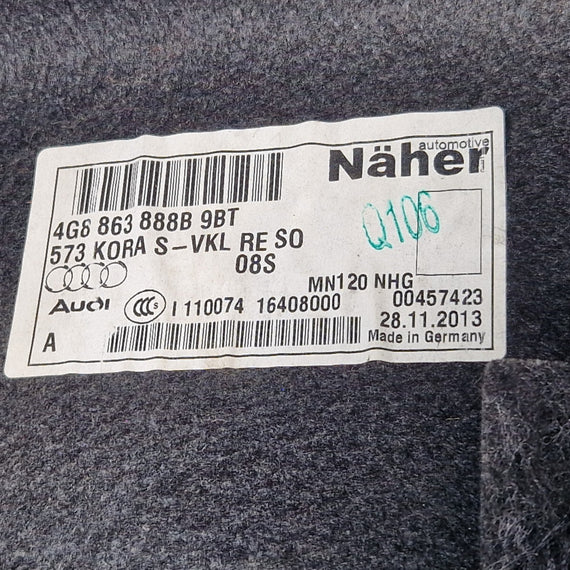 Näher automotive
4G8 863 888B 9BT
573 KORA S-VKL RE SO
08S
Q106
MN120 NHG
Audi
CCC S
I 110074 16408000
00457423
28.11.2013
A
Made in Germany